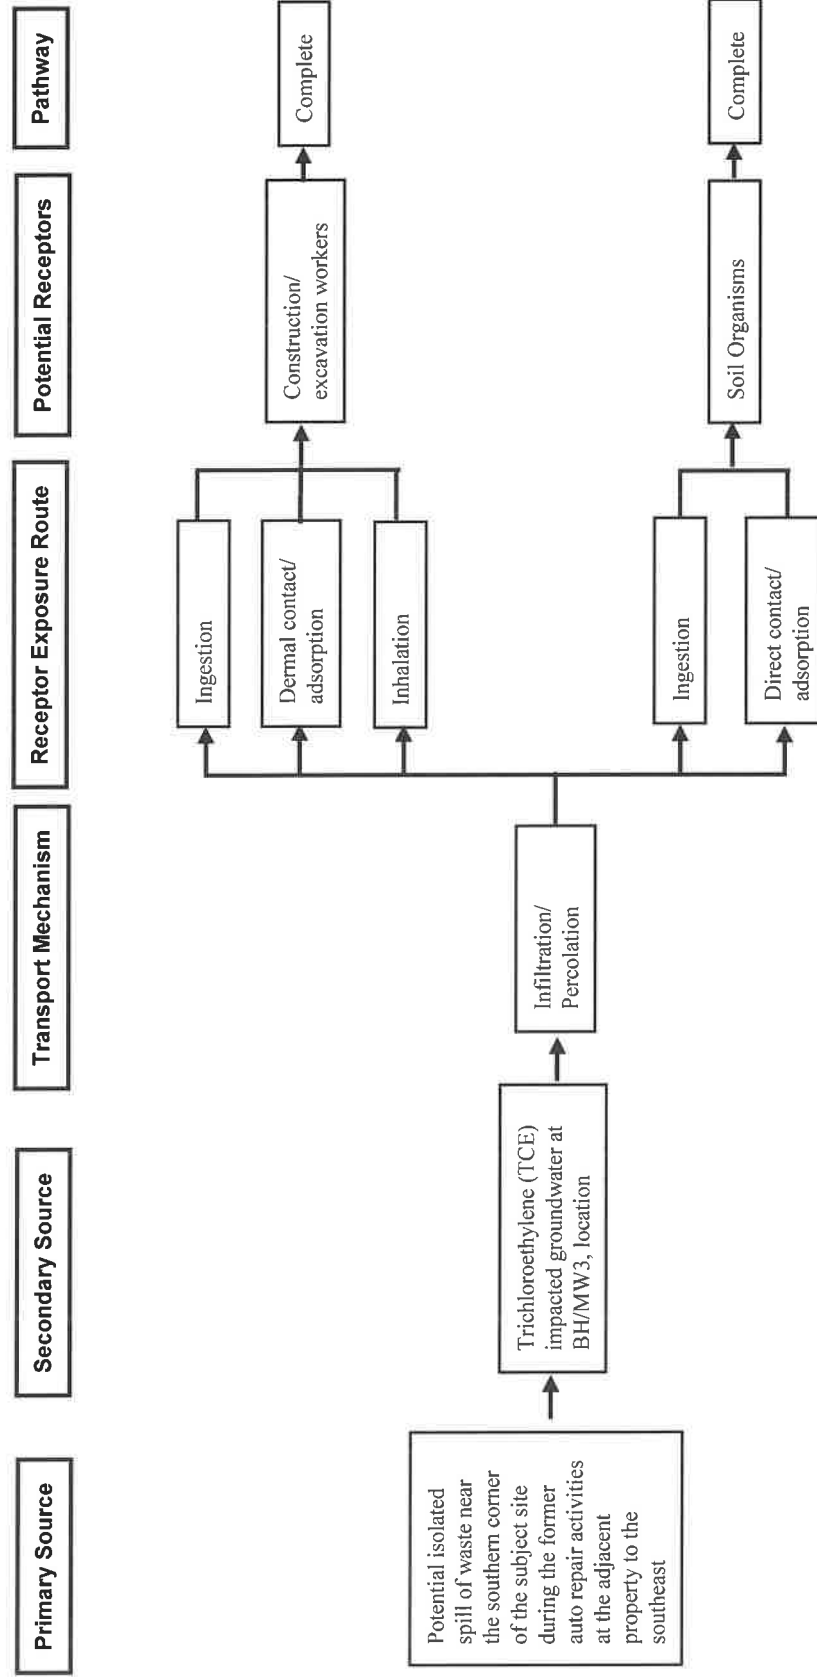 Primary Source
Secondary Source
Transport Mechanism
Receptor Exposure Route
Potential Receptors
Pathway
Potential isolated
spill of waste near
the southern corner
of the subject site
during the former
auto repair activities
at the adjacent
property to the
southeast
Trichloroethylene (TCE)
impacted groundwater at
BH/MW3, location
Infiltration/
Percolation
Ingestion
Dermal contact/
adsorption
Inhalation
Construction/
excavation workers
Complete
Ingestion
Direct contact/
adsorption
Soil Organisms
Complete